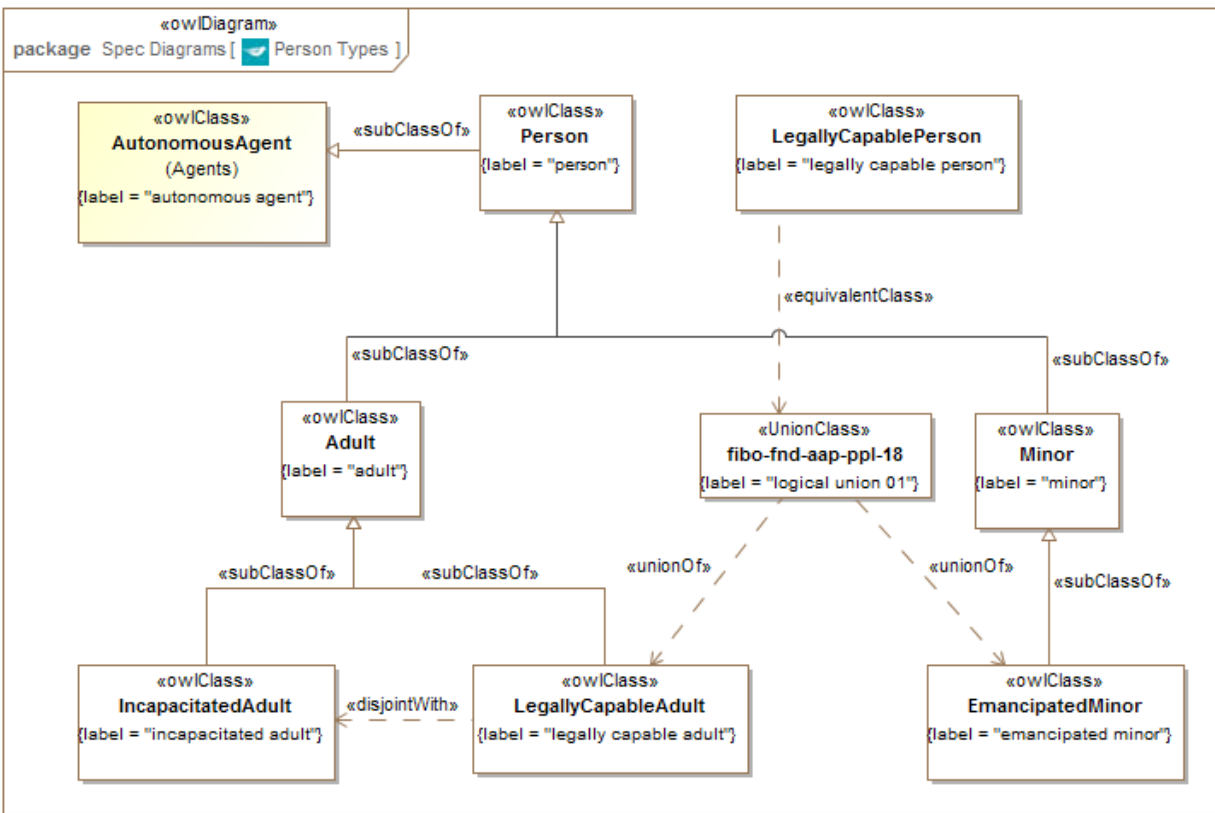 «owlDiagram»
package Spec Diagrams [ Person Types ]
«owlClass»
AutonomousAgent
(Agents)
{label = "autonomous agent"}
«subClassOf»
«owlClass»
Person
{label = "person"}
«owlClass»
LegallyCapablePerson
{label = "legally capable person"}
«equivalentClass»
«subClassOf»
«subClassOf»
«owlClass»
Adult
{label = "adult"}
«UnionClass»
fibo-fnd-aap-ppl-18
{label = "logical union 01"}
«owlClass»
Minor
{label = "minor"}
«subClassOf»
«subClassOf»
«unionOf»
«unionOf»
«subClassOf»
«owlClass»
IncapacitatedAdult
{label = "incapacitated adult"}
«disjointWith»
«owlClass»
LegallyCapableAdult
{label = "legally capable adult"}
«owlClass»
EmancipatedMinor
{label = "emancipated minor"}